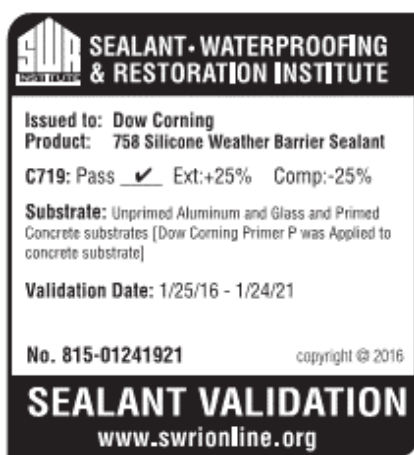 SWR
INSTITUTE
SEALANT • WATERPROOFING
& RESTORATION INSTITUTE
Issued to: Dow Corning
Product: 758 Silicone Weather Barrier Sealant
C719: Pass ✔ Ext:+25% Comp:-25%
Substrate: Unprimed Aluminum and Glass and Primed
Concrete substrates [Dow Corning Primer P was Applied to
concrete substrate]
Validation Date: 1/25/16 - 1/24/21
No. 815-01241921 copyright @ 2016
SEALANT VALIDATION
www.swrionline.org